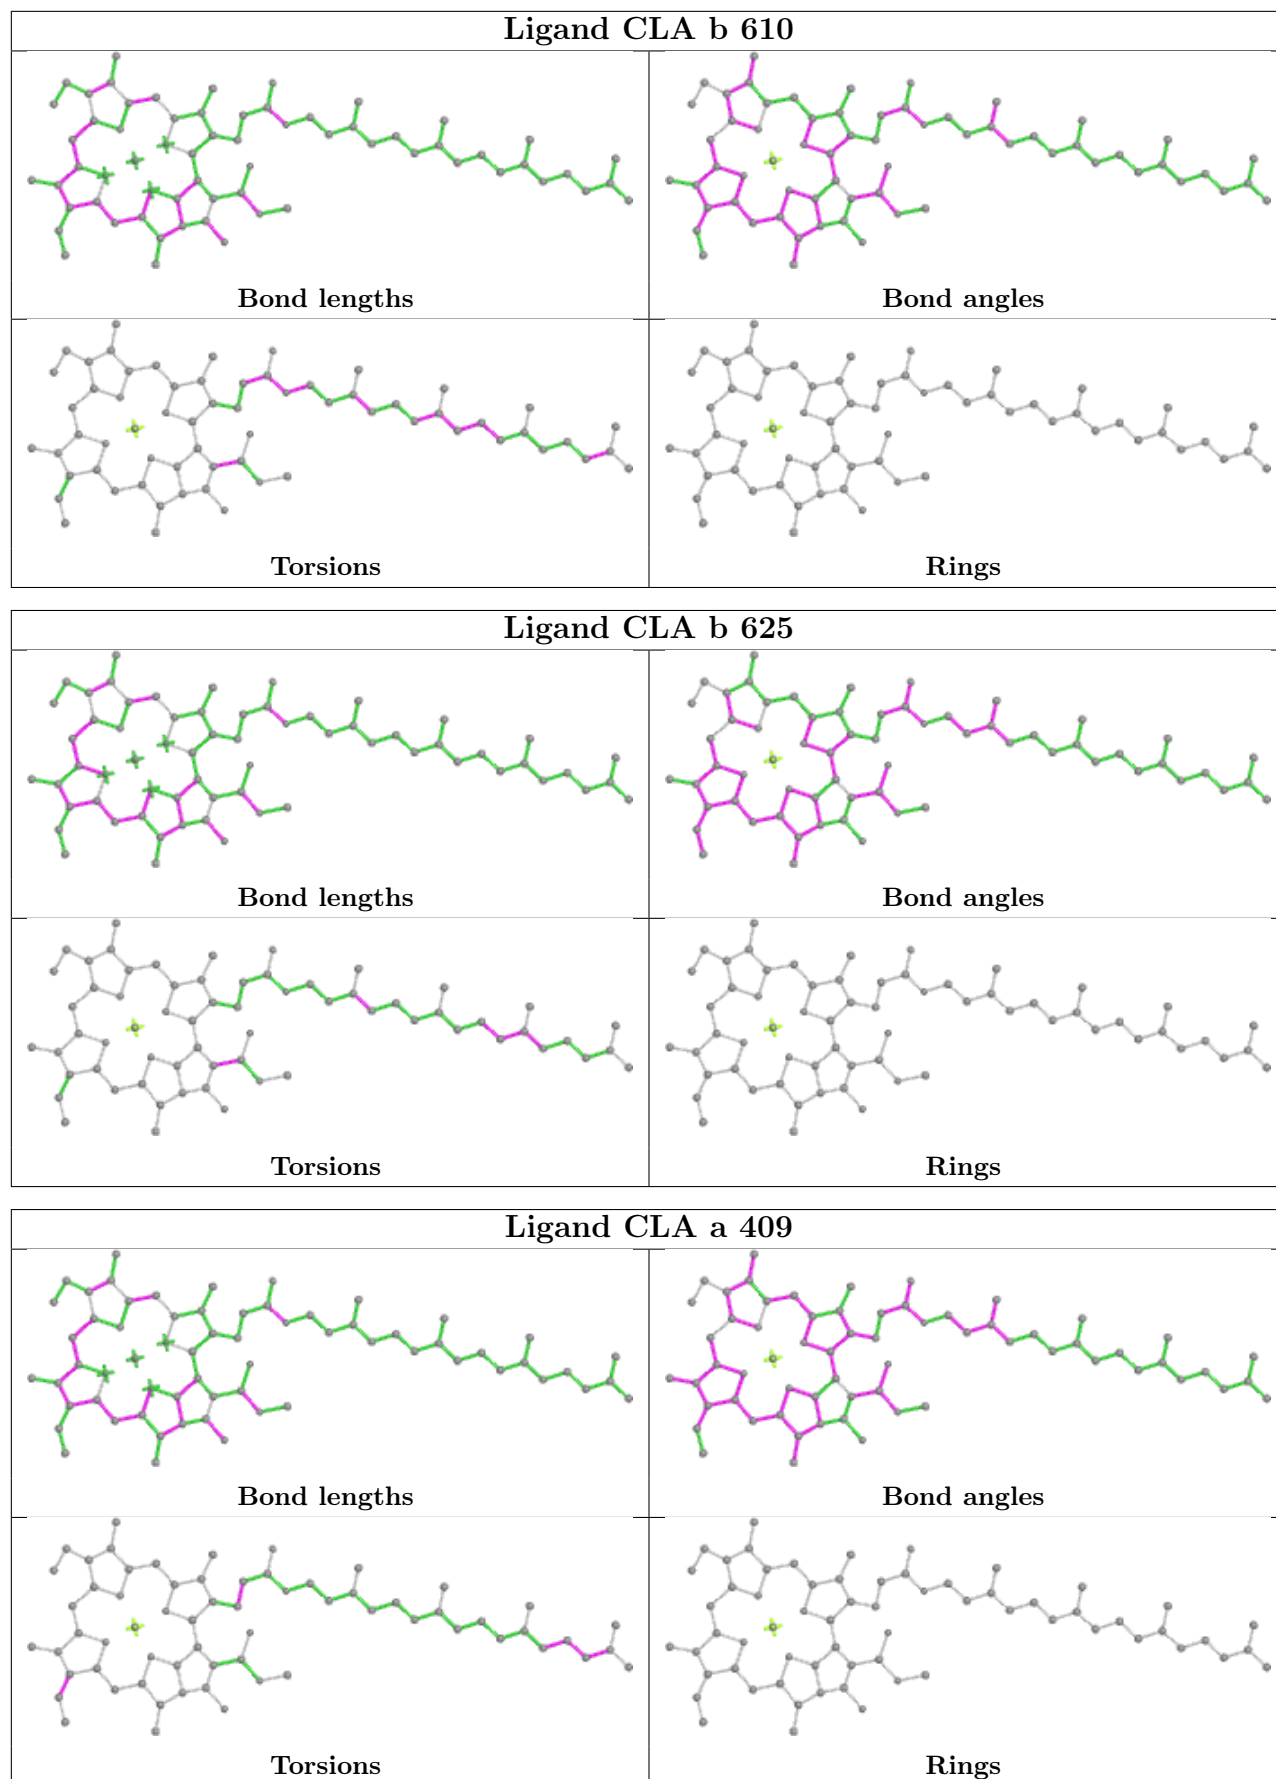 Ligand CLA b 610
Bond lengths
Bond angles
Torsions
Rings
Ligand CLA b 625
Bond lengths
Bond angles
Torsions
Rings
Ligand CLA a 409
Bond lengths
Bond angles
Torsions
Rings